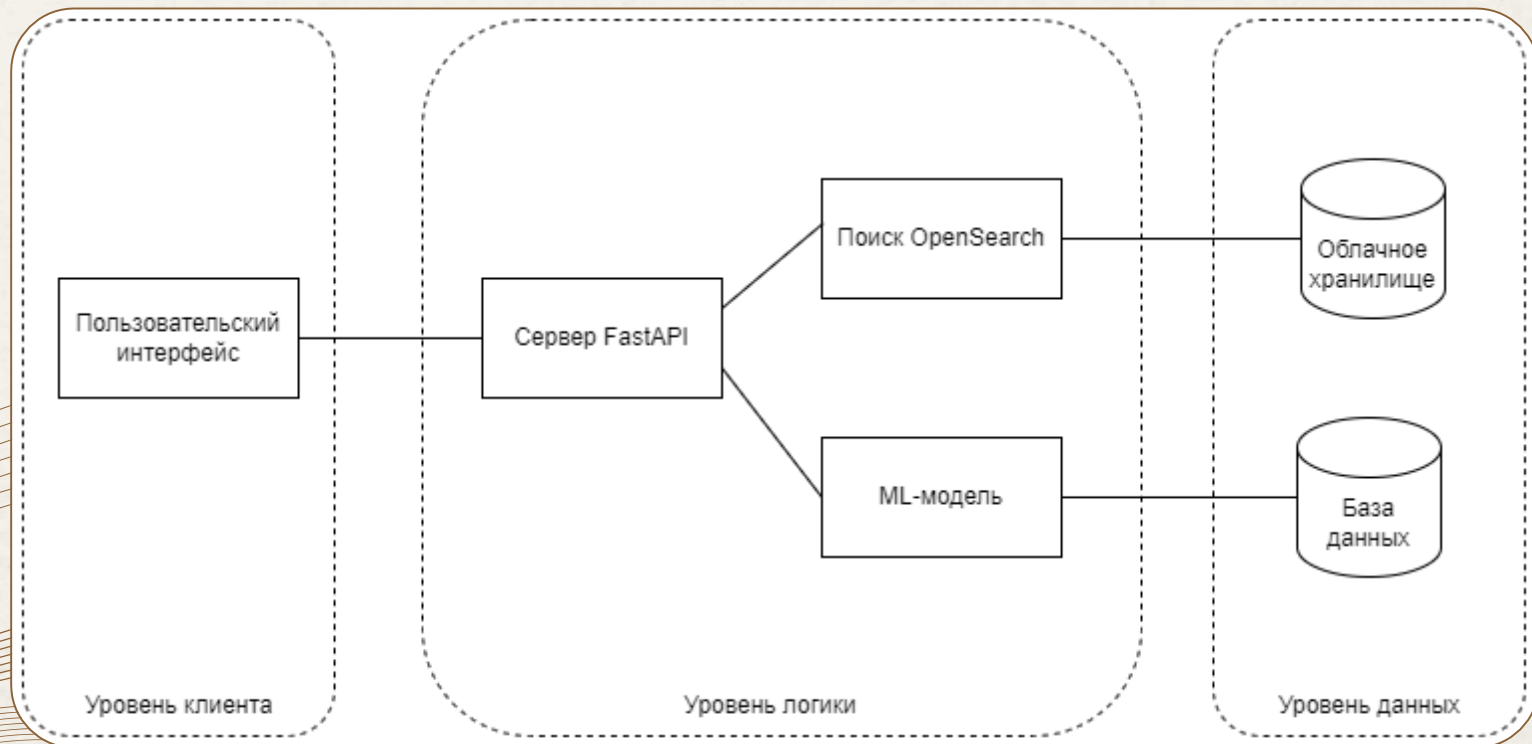 Пользовательский
интерфейс
Сервер FastAPI
Поиск OpenSearch
ML-модель
Облачное
хранилище
База
данных
Уровень клиента
Уровень логики
Уровень данных